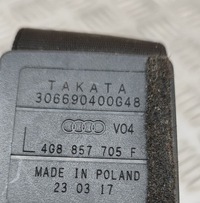 TAKATA
306690400G48
V04
L 4G8 857 705 F
MADE IN POLAND
23 03 17